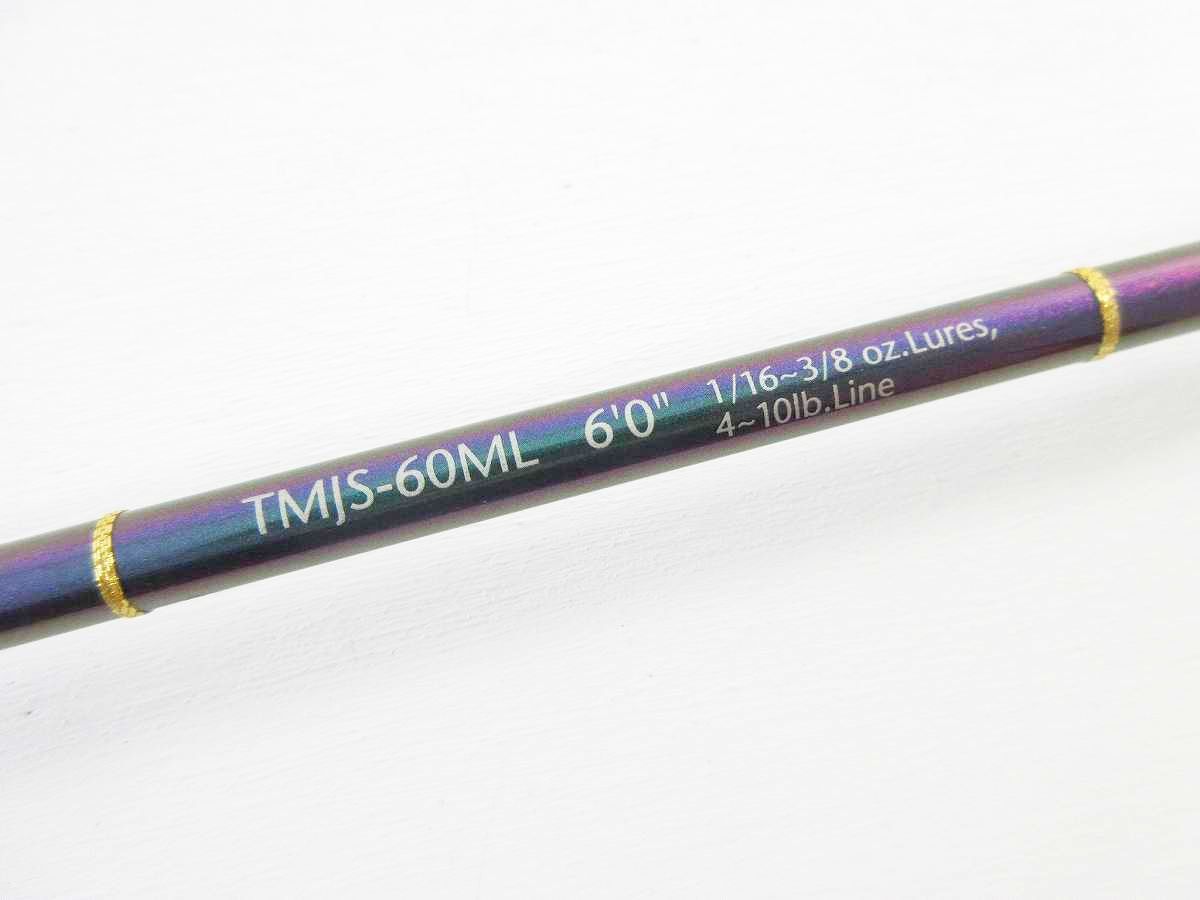 TMJS-60ML 6'0"
1/16~3/8 oz.Lures,
4~10lb.Line